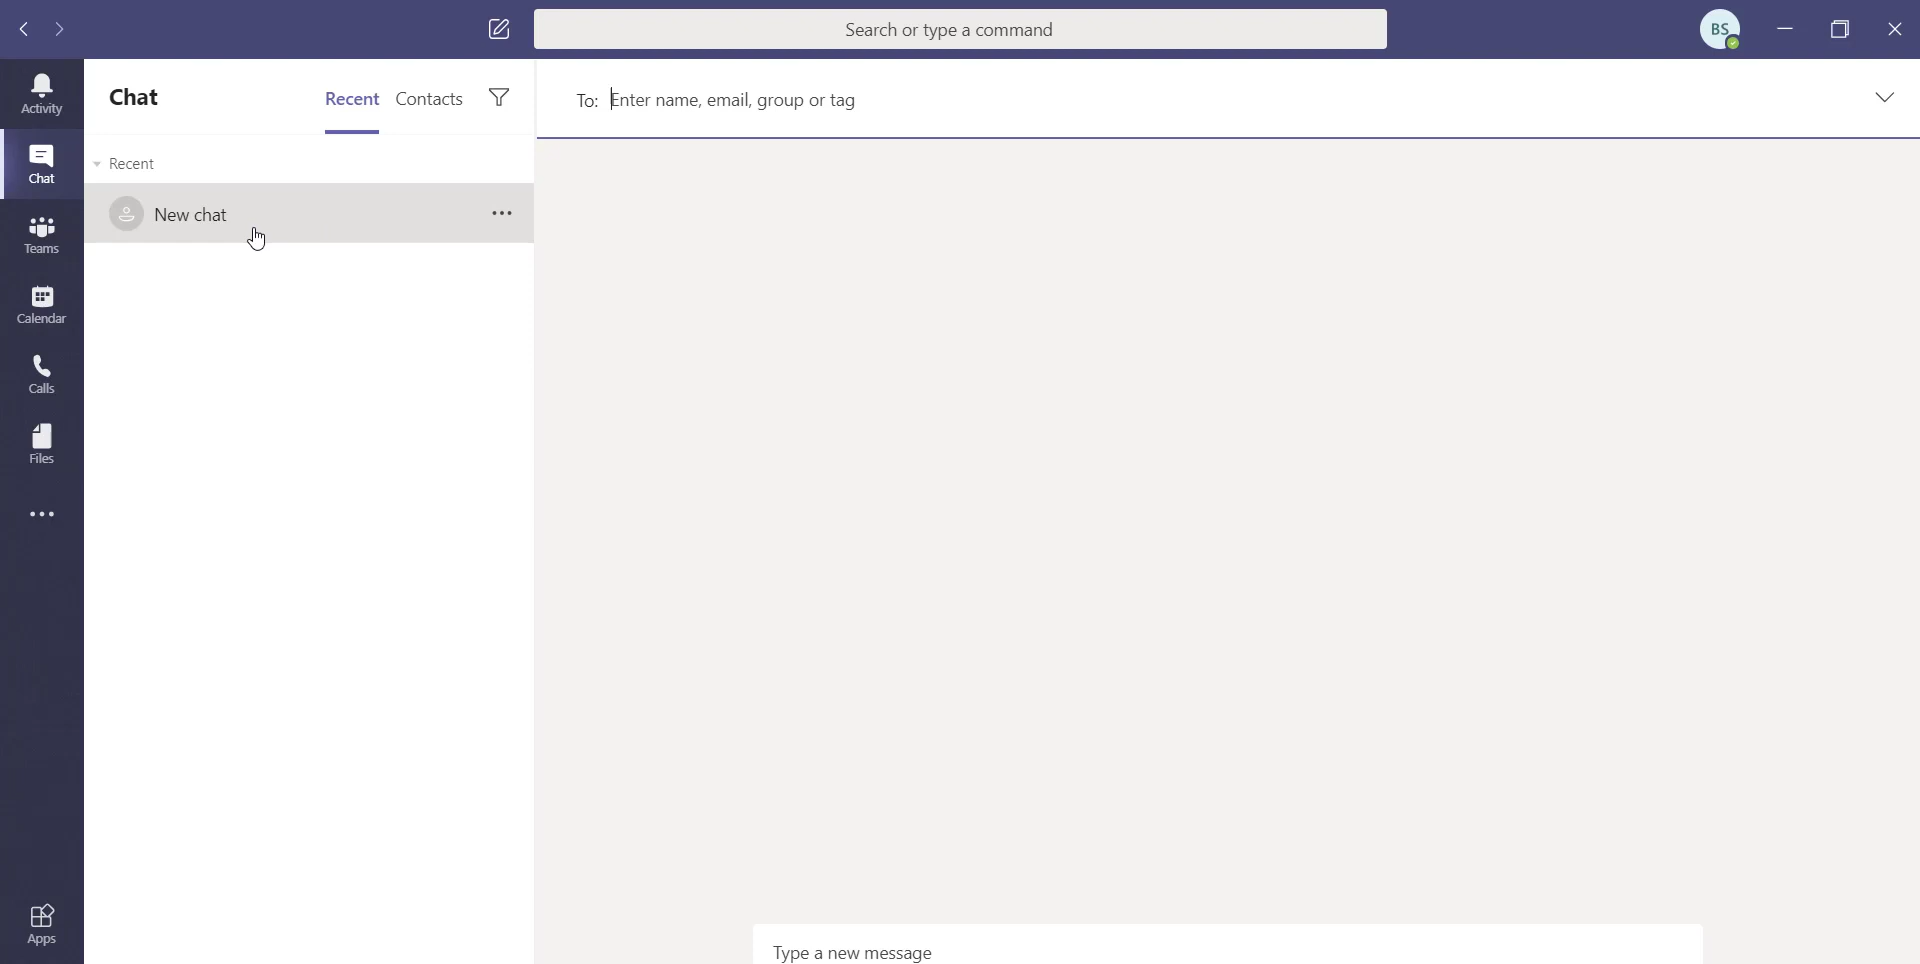 Search or type a command
BS
Activity
Chat
Teams
Calendar
Calls
Files
Apps
Chat
Recent
Contacts
Recent
New chat
To: Enter name, email, group or tag
Type a new message